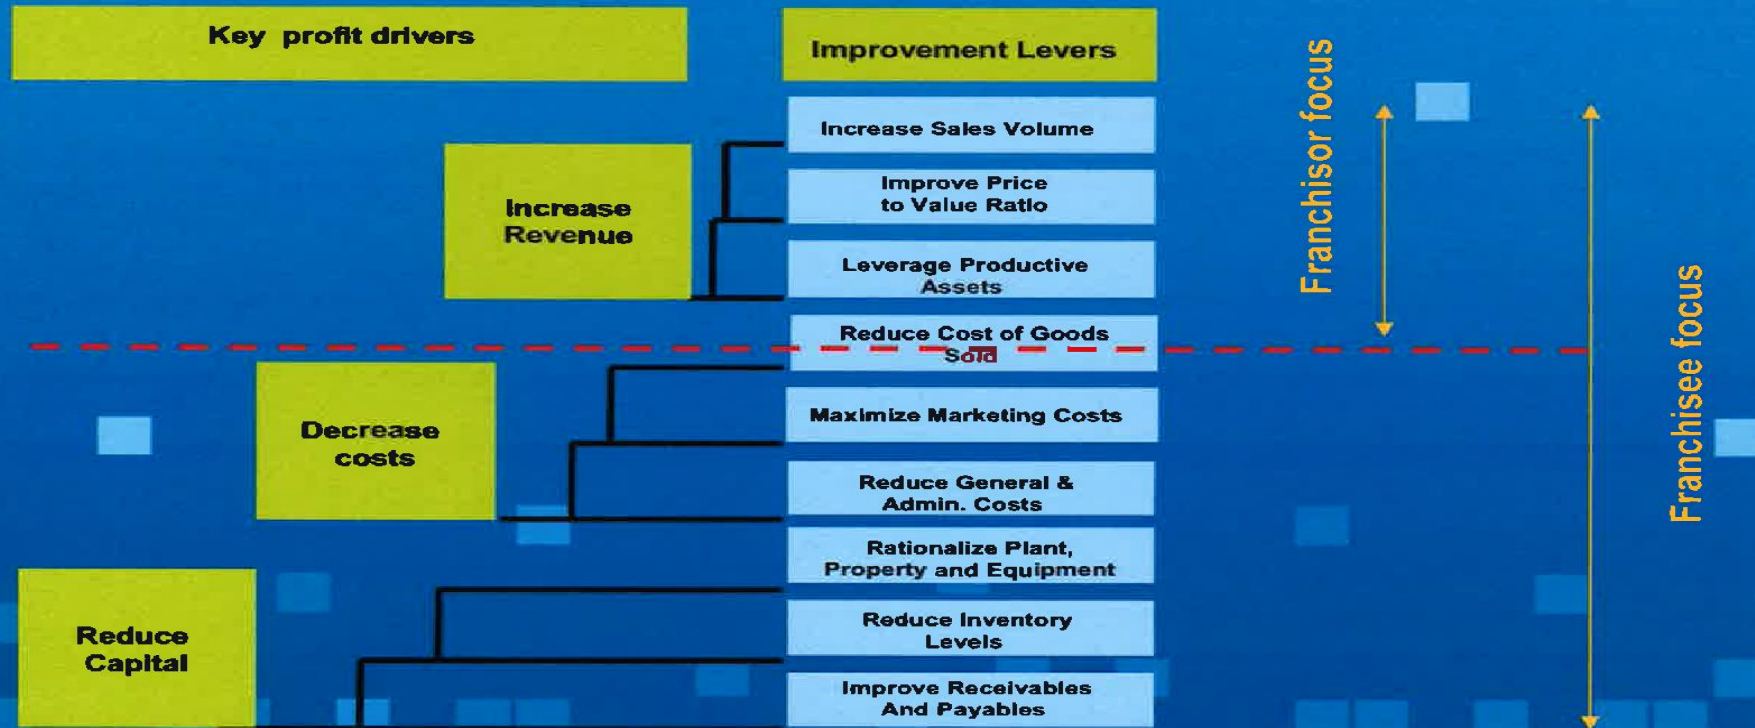 Key profit drivers
Improvement Levers
Increase Sales Volume
Improve Price
to Value Ratio
Leverage Productive
Assets
Increase
Revenue
Reduce Cost of Goods
Sold
Maximize Marketing Costs
Reduce General &
Admin. Costs
Decrease
costs
Rationalize Plant,
Property and Equipment
Reduce Inventory
Levels
Improve Receivables
And Payables
Reduce
Capital
Franchisor focus
Franchisee focus